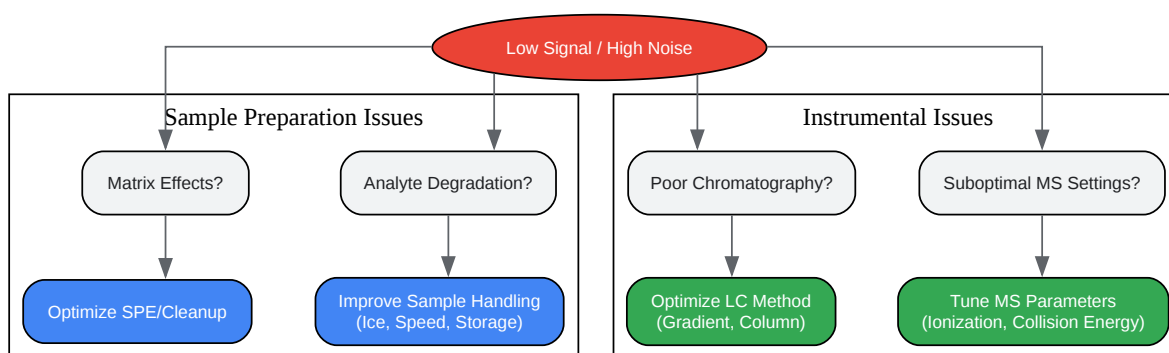 Low Signal / High Noise
Sample Preparation Issues
Instrumental Issues
Matrix Effects?
Analyte Degradation?
Poor Chromatography?
Suboptimal MS Settings?
Optimize SPE/Cleanup
Improve Sample Handling
(Ice, Speed, Storage)
Optimize LC Method
(Gradient, Column)
Tune MS Parameters
(Ionization, Collision Energy)